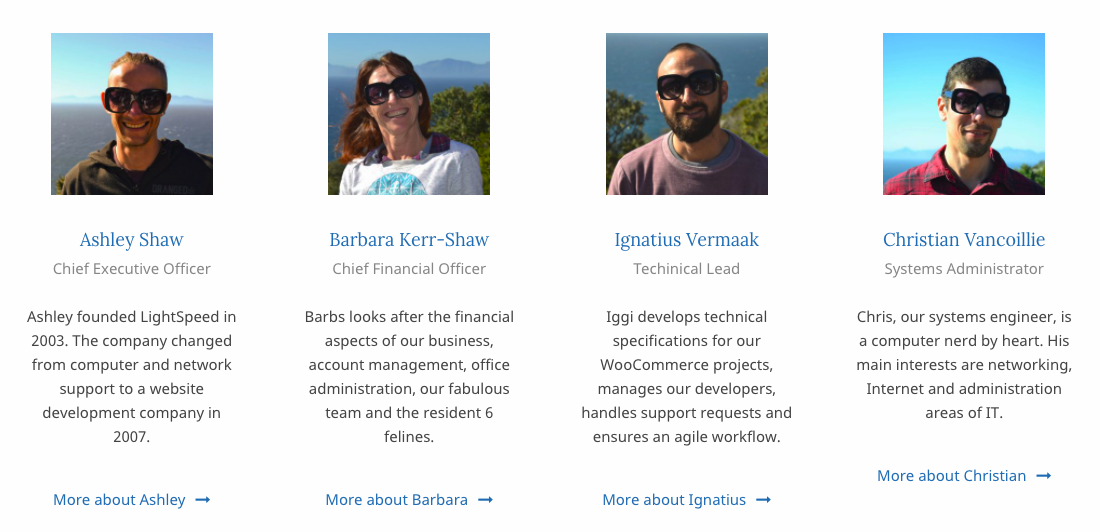 Ashley Shaw
Chief Executive Officer
Ashley founded LightSpeed in
2003. The company changed
from computer and network
support to a website
development company in
2007.
More about Ashley →
Barbara Kerr-Shaw
Chief Financial Officer
Barbs looks after the financial
aspects of our business,
account management, office
administration, our fabulous
team and the resident 6
felines.
More about Barbara →
Ignatius Vermaak
Techinical Lead
Iggi develops technical
specifications for our
WooCommerce projects,
manages our developers,
handles support requests and
ensures an agile workflow.
More about Ignatius →
Christian Vancoillie
Systems Administrator
Chris, our systems engineer, is
a computer nerd by heart. His
main interests are networking,
Internet and administration
areas of IT.
More about Christian →